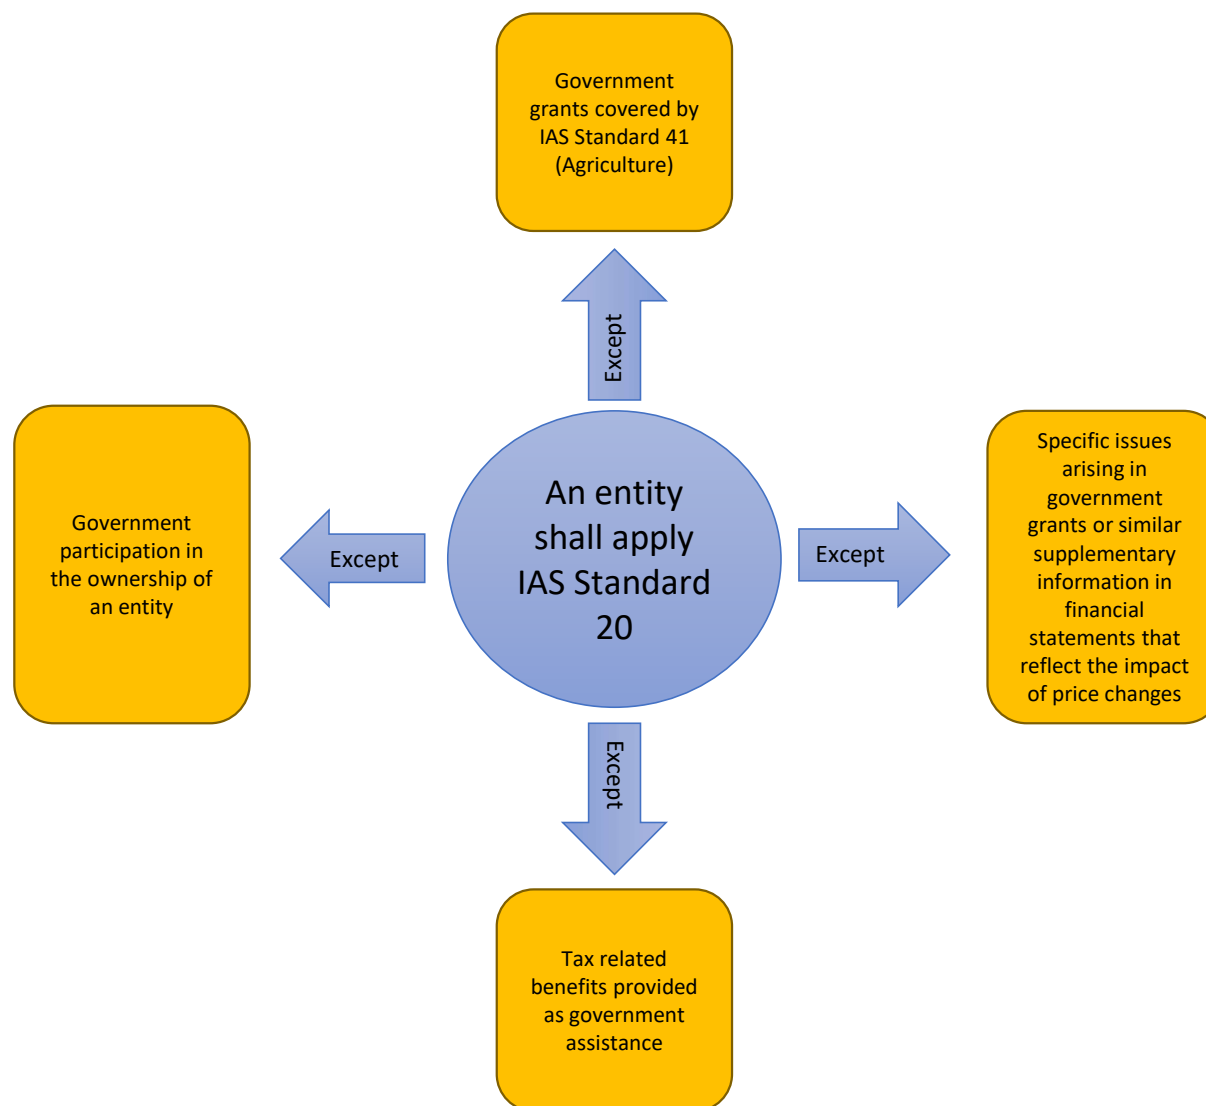 Government
grants covered by
IAS Standard 41
(Agriculture)
Except
Government
participation in
the ownership of
an entity
Except
An entity
shall apply
IAS Standard
20
Except
Specific issues
arising in
government
grants or similar
supplementary
information in
financial
statements that
reflect the impact
of price changes
Except
Tax related
benefits provided
as government
assistance